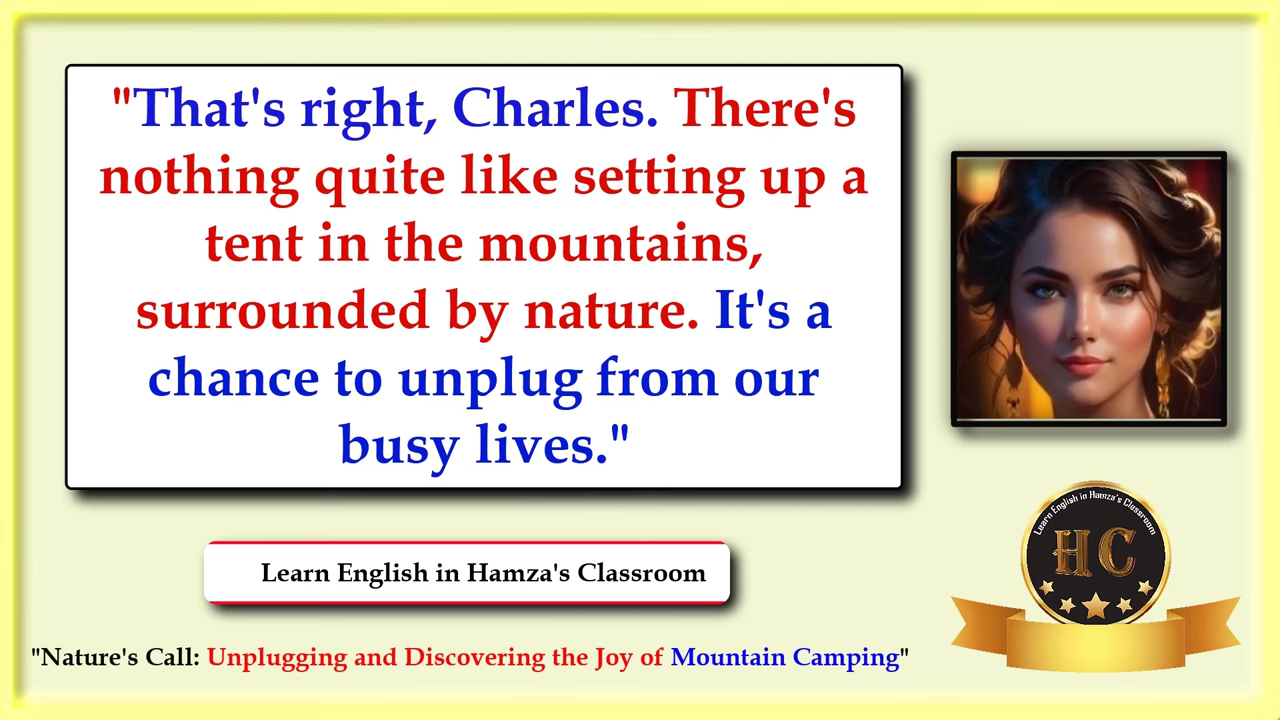 "That's right, Charles. There's
nothing quite like setting up a
tent in the mountains,
surrounded by nature. It's a
chance to unplug from our
busy lives."
Learn English in Hamza's Classroom
HC
Learn English in Hamza's Classroom
"Nature's Call: Unplugging and Discovering the Joy of Mountain Camping"